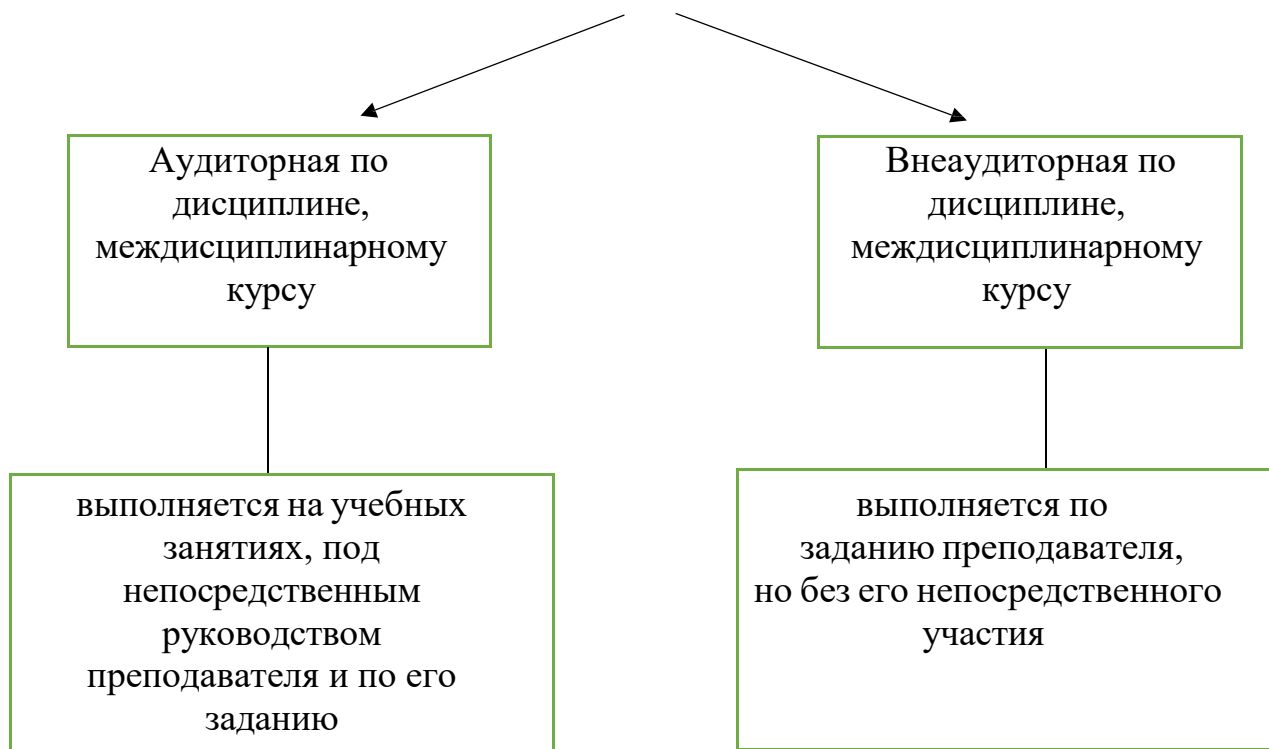 Аудиторная по
дисциплине,
междисциплинарному
курсу
Внеаудиторная по
дисциплине,
междисциплинарному
курсу
выполняется на учебных
занятиях, под
непосредственным
руководством
преподавателя и по его
заданию
выполняется по
заданию преподавателя,
но без его непосредственного
участия